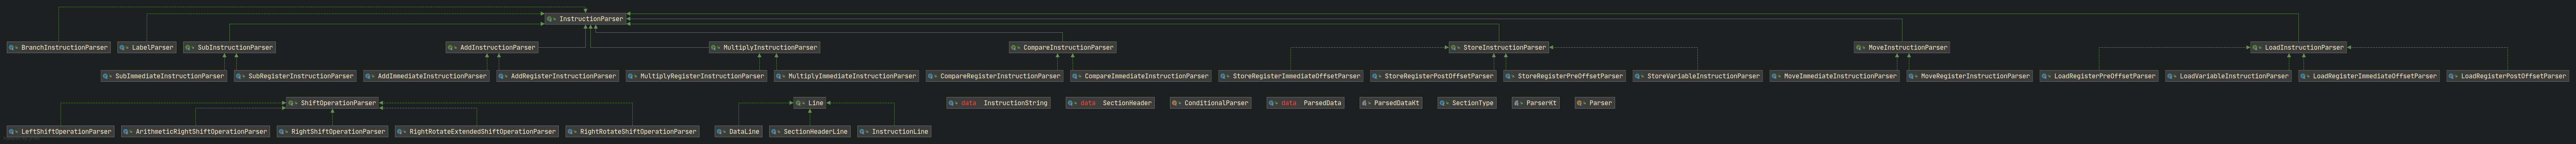 InstructionParser
BranchInstructionParser LabelParser SubInstructionParser AddInstructionParser MultiplyInstructionParser CompareInstructionParser StoreInstructionParser MoveInstructionParser LoadInstructionParser
SubImmediateInstructionParser SubRegisterInstructionParser AddImmediateInstructionParser AddRegisterInstructionParser MultiplyRegisterInstructionParser MultiplyImmediateInstructionParser CompareRegisterInstructionParser CompareImmediateInstructionParser StoreRegisterImmediateOffsetParser StoreRegisterPostOffsetParser StoreRegisterPreOffsetParser StoreVariableInstructionParser MoveImmediateInstructionParser MoveRegisterInstructionParser LoadRegisterPreOffsetParser LoadVariableInstructionParser LoadRegisterImmediateOffsetParser LoadRegisterPostOffsetParser
ShiftOperationParser Line data InstructionString data SectionHeader ConditionalParser data ParsedData ParsedDataKt SectionType ParserKt Parser
LeftShiftOperationParser ArithmeticRightShiftOperationParser RightShiftOperationParser RightRotateExtendedShiftOperationParser RightRotateShiftOperationParser DataLine SectionHeaderLine InstructionLine